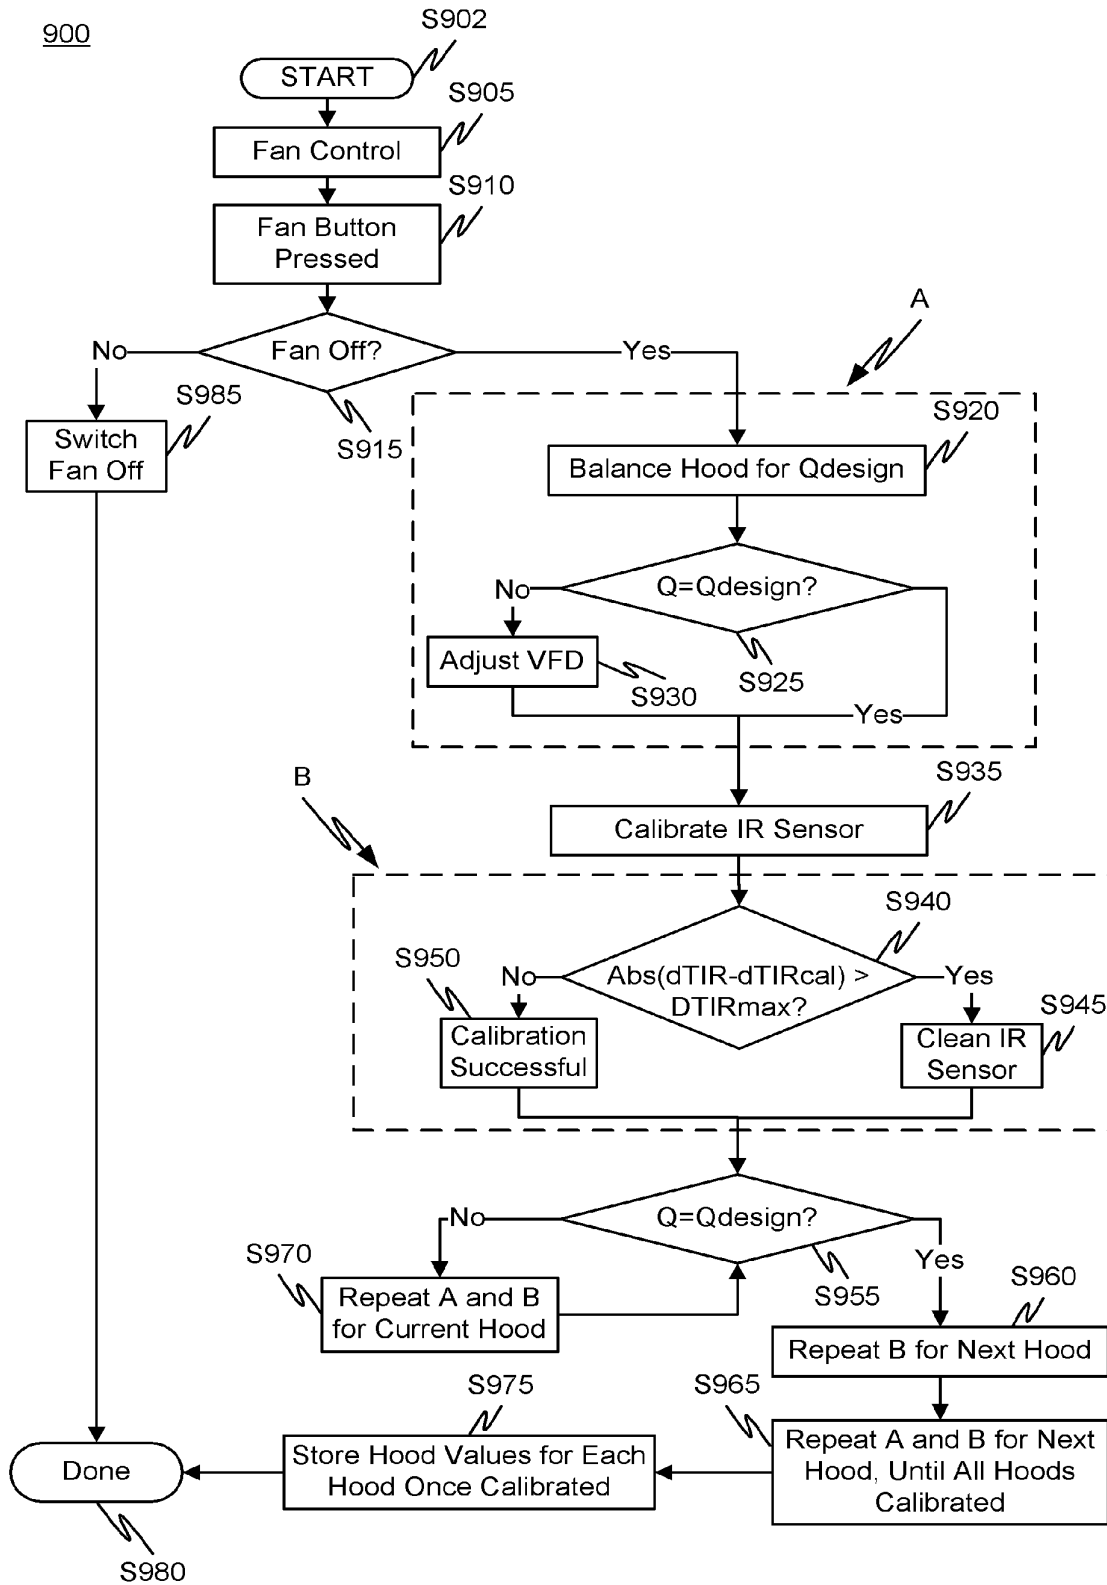 900
S902
START
S905
Fan Control
S910
Fan Button
Pressed
A
Fan Off?
No
Yes
S985
S915
S920
Switch
Fan Off
Balance Hood for Qdesign
Q=Qdesign?
No
Adjust VFD
S930
S925
Yes
B
S935
Calibrate IR Sensor
S940
S950
No
Abs(dTIR-dTIRcal) >
DTIRmax?
Yes
S945
Calibration
Successful
Clean IR
Sensor
No
Q=Qdesign?
Yes
S970
S955
S960
Repeat A and B
for Current Hood
Repeat B for Next Hood
S975
S965
Done
Store Hood Values for Each
Hood Once Calibrated
Repeat A and B for Next
Hood, Until All Hoods
Calibrated
S980